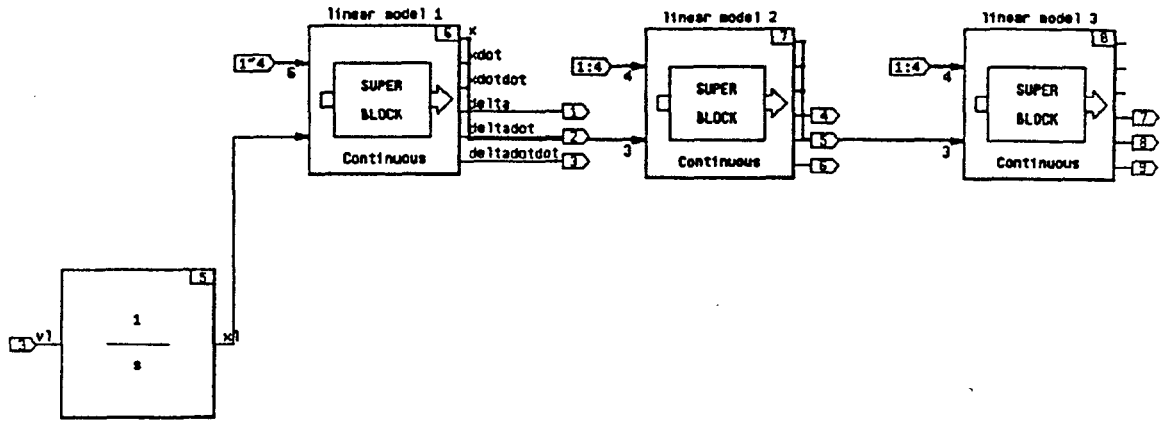 linear model 1
6
x
1~4
6
xdot
xdotdot
SUPER
BLOCK
delta
1
deltadot
2
deltadotdot
3
Continuous
linear model 2
7
1:4
4
SUPER
BLOCK
4
5
3
Continuous
6
linear model 3
8
1:4
4
SUPER
BLOCK
7
8
3
Continuous
9
5
1
s
3
v1
x1